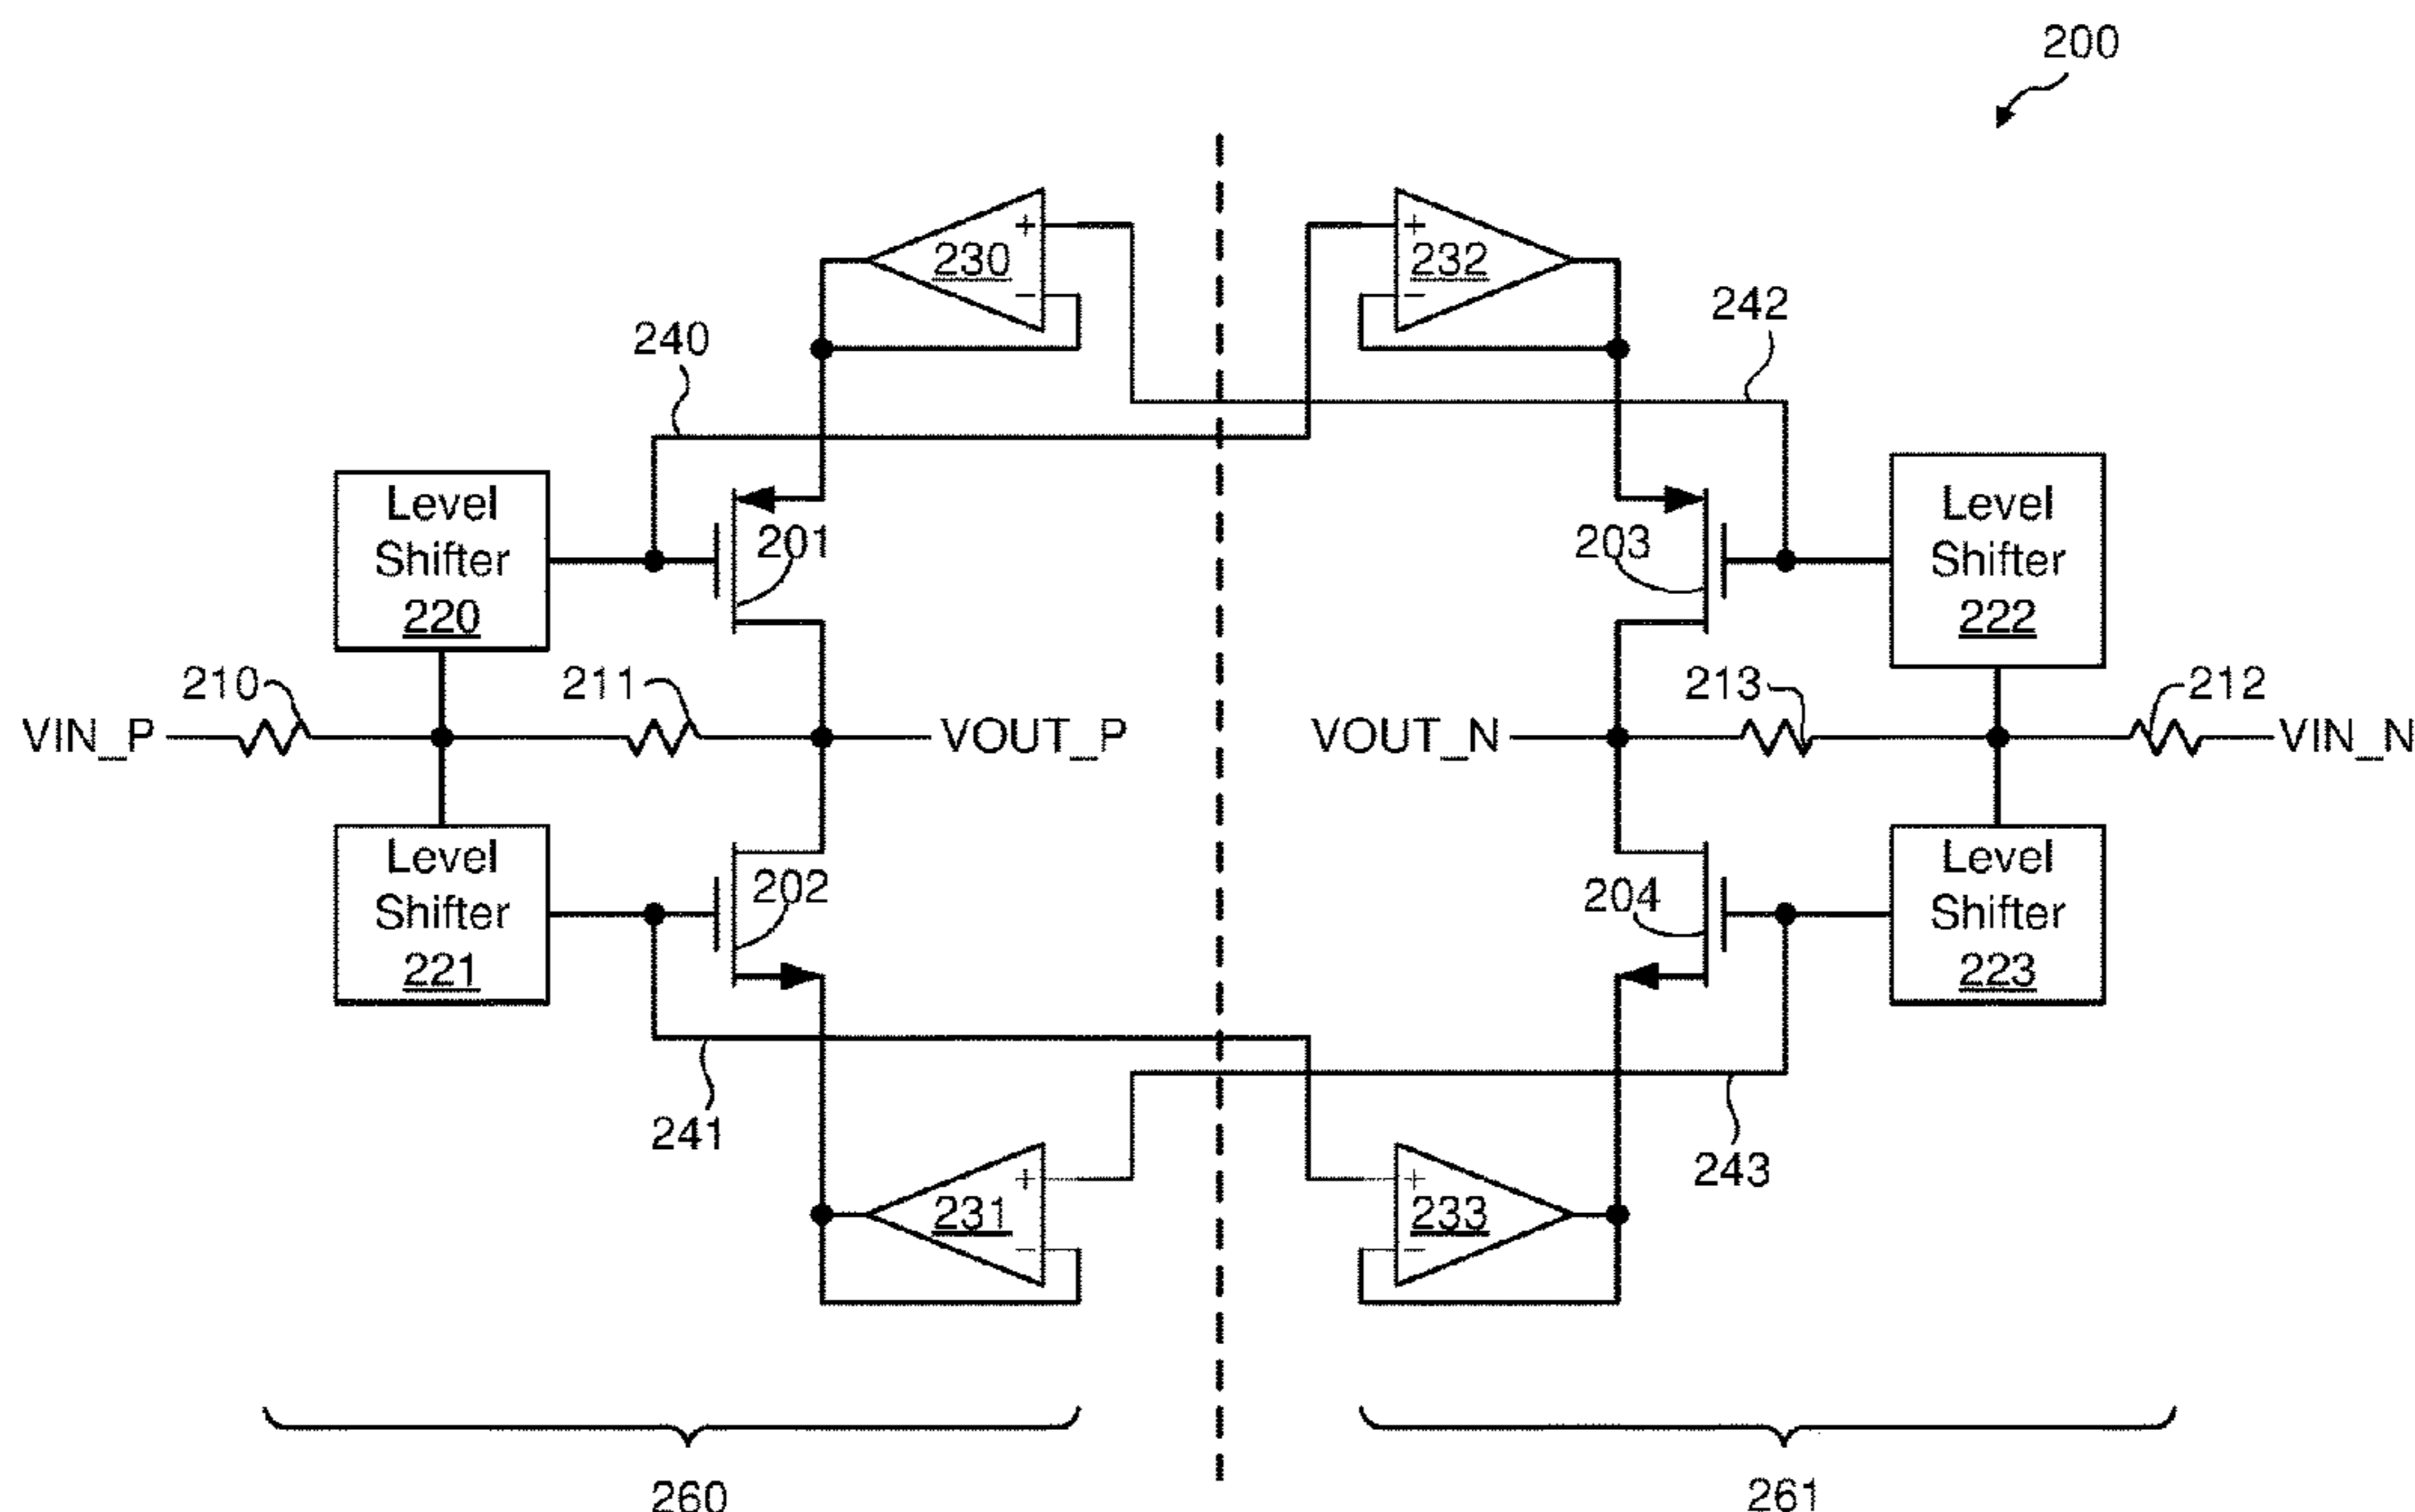 200
+
230
−
+
232
−
240
242
Level
Shifter
220
201
203
Level
Shifter
222
210
211
213
212
VIN_P
VOUT_P
VOUT_N
VIN_N
Level
Shifter
221
202
204
Level
Shifter
223
241
243
+
231
−
+
233
−
260
261